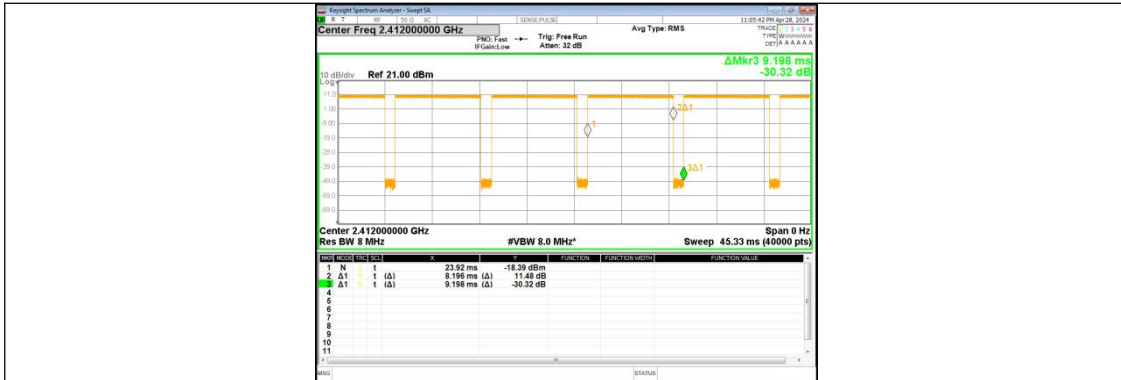 Keysight Spectrum Analyzer - Swept SA
R T RF 50 Ω AC SENSE:PULSE 11:05:42 PM Apr 28, 2024
Center Freq 2.412000000 GHz Avg Type: RMS TRACE 1 2 3 4 5 6
PNO: Fast Trig: Free Run TYPE
IFGain:Low Atten: 32 dB DET A A A A A A
ΔMkr3 9.198 ms
-30.32 dB
10 dB/div Ref 21.00 dBm
Log
11.0
1.00
-9.00
-19.0
-29.0
-39.0
-49.0
-59.0
-69.0
1
2Δ1
3Δ1
Center 2.412000000 GHz Span 0 Hz
Res BW 8 MHz #VBW 8.0 MHz* Sweep 45.33 ms (40000 pts)
MKR MODE TRC SCL X Y FUNCTION FUNCTION WIDTH FUNCTION VALUE
1 N t 23.92 ms -18.39 dBm
2 Δ1 t (Δ) 8.196 ms (Δ) 11.48 dB
3 Δ1 t (Δ) 9.198 ms (Δ) -30.32 dB
4
5
6
7
8
9
10
11
MSG STATUS